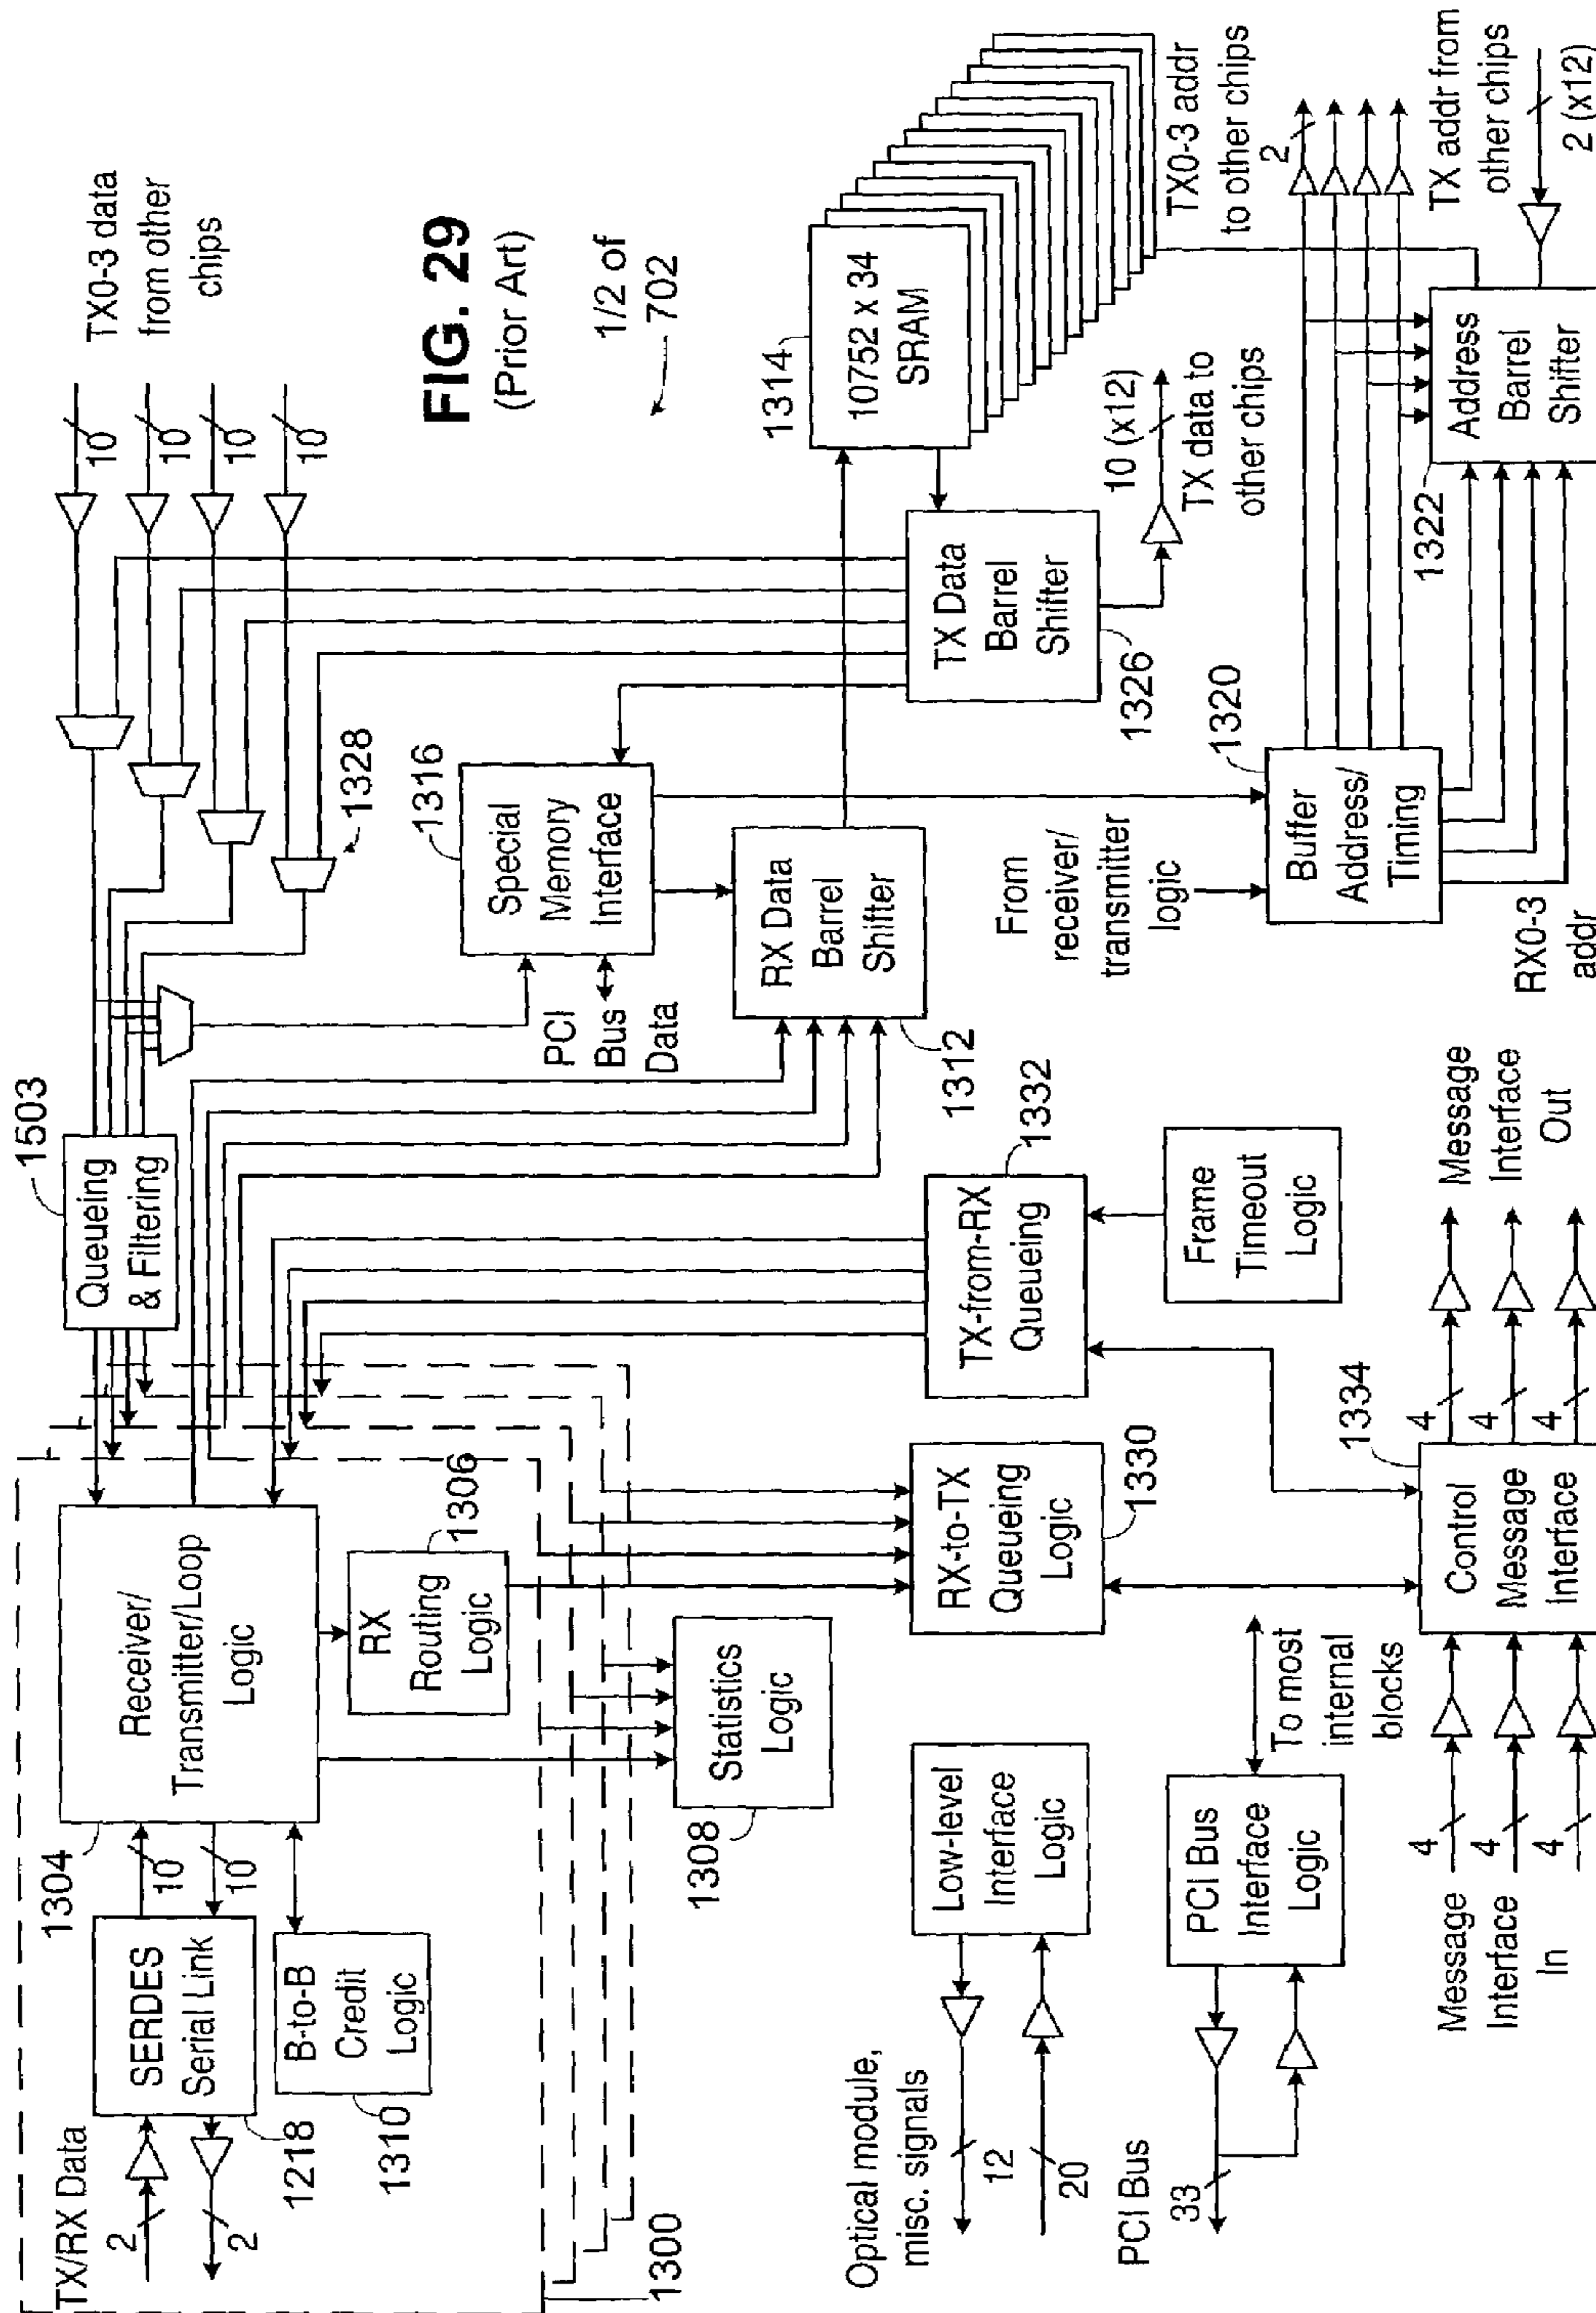 TX/RX Data
2
2
1218
SERDES
Serial Link
1304
10
10
B-to-B
Credit
Logic
1310
1300
Receiver/
Transmitter/Loop
Logic
RX
Routing
Logic
1306
Statistics
Logic
1308
1503
Queueing
& Filtering
TX0-3 data
from other
chips
10
10
10
10
1328
FIG. 29
(Prior Art)
1/2 of
702
1316
Special
Memory
Interface
PCI
Bus
Data
RX Data
Barrel
Shifter
1312
1314
10752 x 34
SRAM
TX Data
Barrel
Shifter
1326
10 (x12)
TX data to
other chips
TX0-3 addr
to other chips
2
Optical module,
misc. signals
12
20
Low-level
Interface
Logic
RX-to-TX
Queueing
Logic
1330
TX-from-RX
Queueing
1332
Frame
Timeout
Logic
From
receiver/
transmitter
logic
1320
Buffer
Address/
Timing
RX0-3
addr
1322
Address
Barrel
Shifter
TX addr from
other chips
2 (x12)
PCI Bus
33
PCI Bus
Interface
Logic
To most
internal
blocks
Message
Interface
In
4
4
4
1334
Control
Message
Interface
4
4
4
Message
Interface
Out